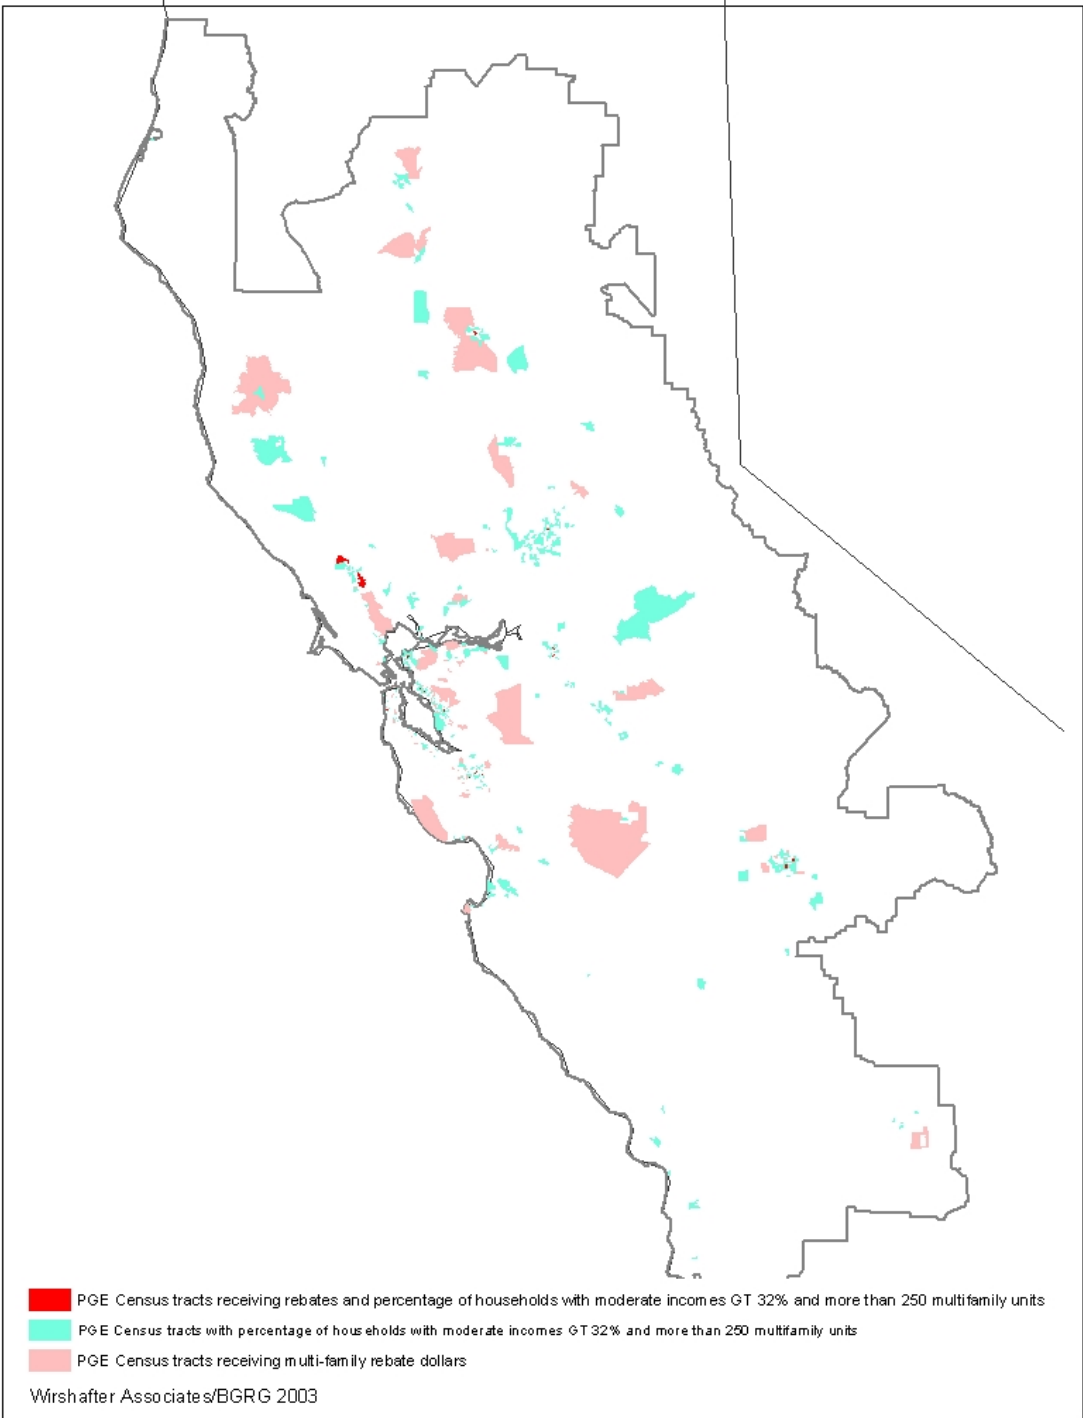 PGE Census tracts receiving rebates and percentage of households with moderate incomes GT 32% and more than 250 multifamily units
PGE Census tracts with percentage of households with moderate incomes GT 32% and more than 250 multifamily units
PGE Census tracts receiving multi-family rebate dollars
Wirshafter Associates/BGRG 2003